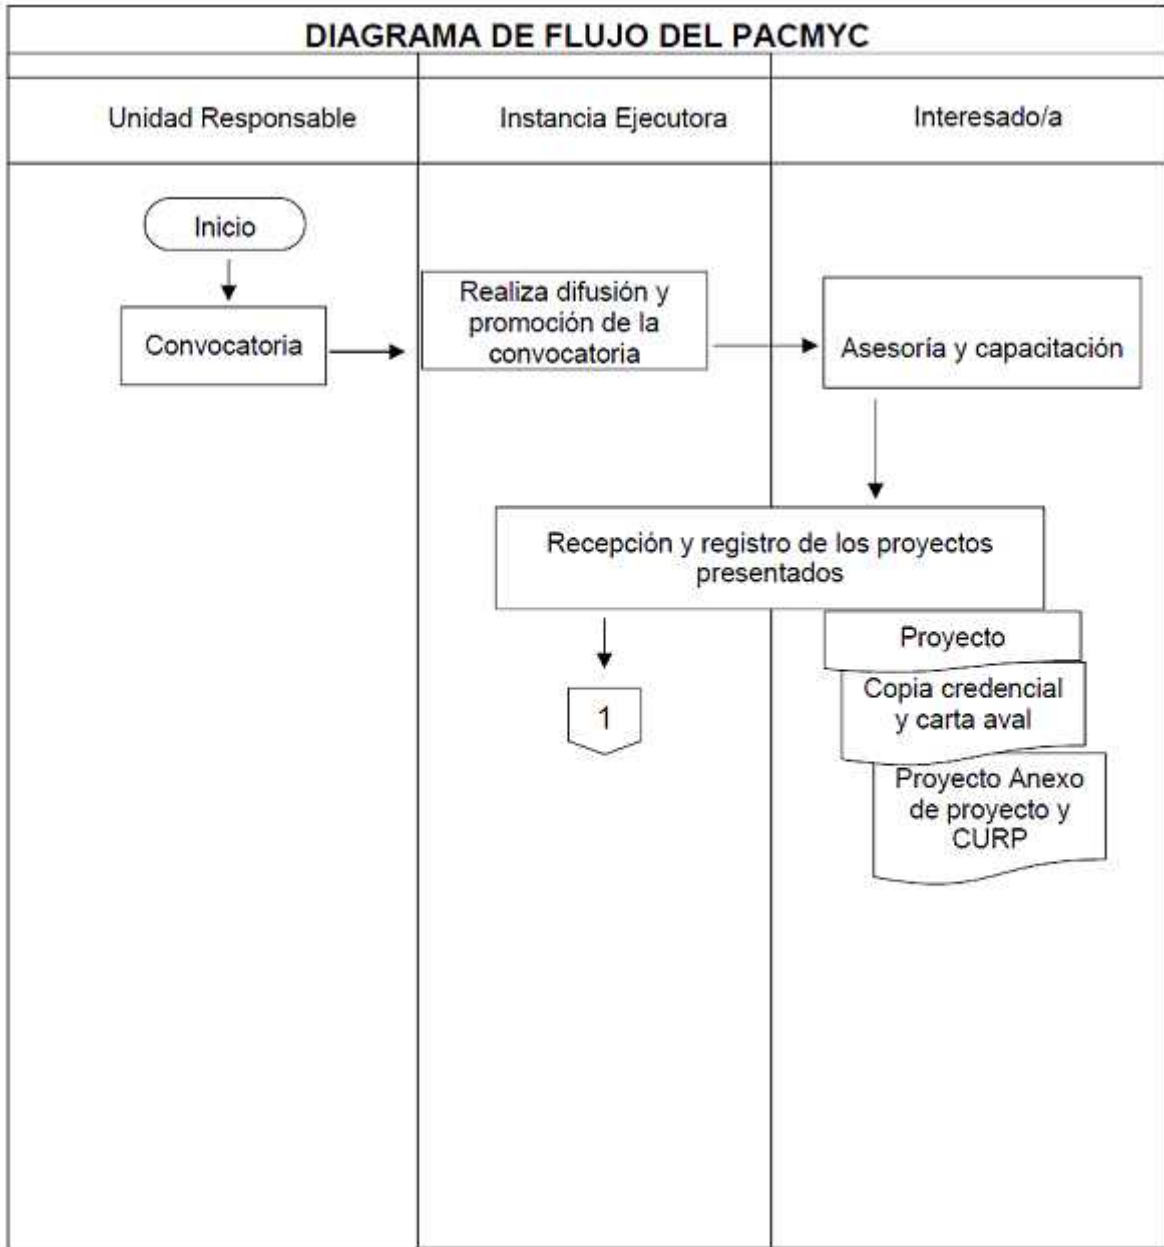 DIAGRAMA DE FLUJO DEL PACMYC
Unidad Responsable
Instancia Ejecutora
Interesado/a
Inicio
Convocatoria
Realiza difusión y
promoción de la
convocatoria
Asesoría y capacitación
Recepción y registro de los proyectos
presentados
Proyecto
Copia credencial
y carta aval
Proyecto Anexo
de proyecto y
CURP
1